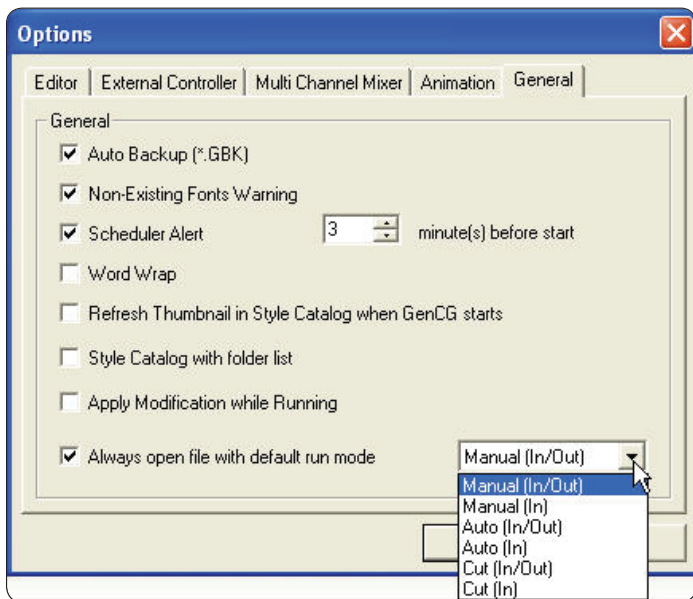 Options
Editor External Controller Multi Channel Mixer Animation General
General
Auto Backup (*.GBK)
Non-Existing Fonts Warning
Scheduler Alert 3 minute(s) before start
Word Wrap
Refresh Thumbnail in Style Catalog when GenCG starts
Style Catalog with folder list
Apply Modification while Running
Always open file with default run mode Manual (In/Out)
Manual (In/Out)
Manual (In)
Auto (In/Out)
Auto (In)
Cut (In/Out)
Cut (In)